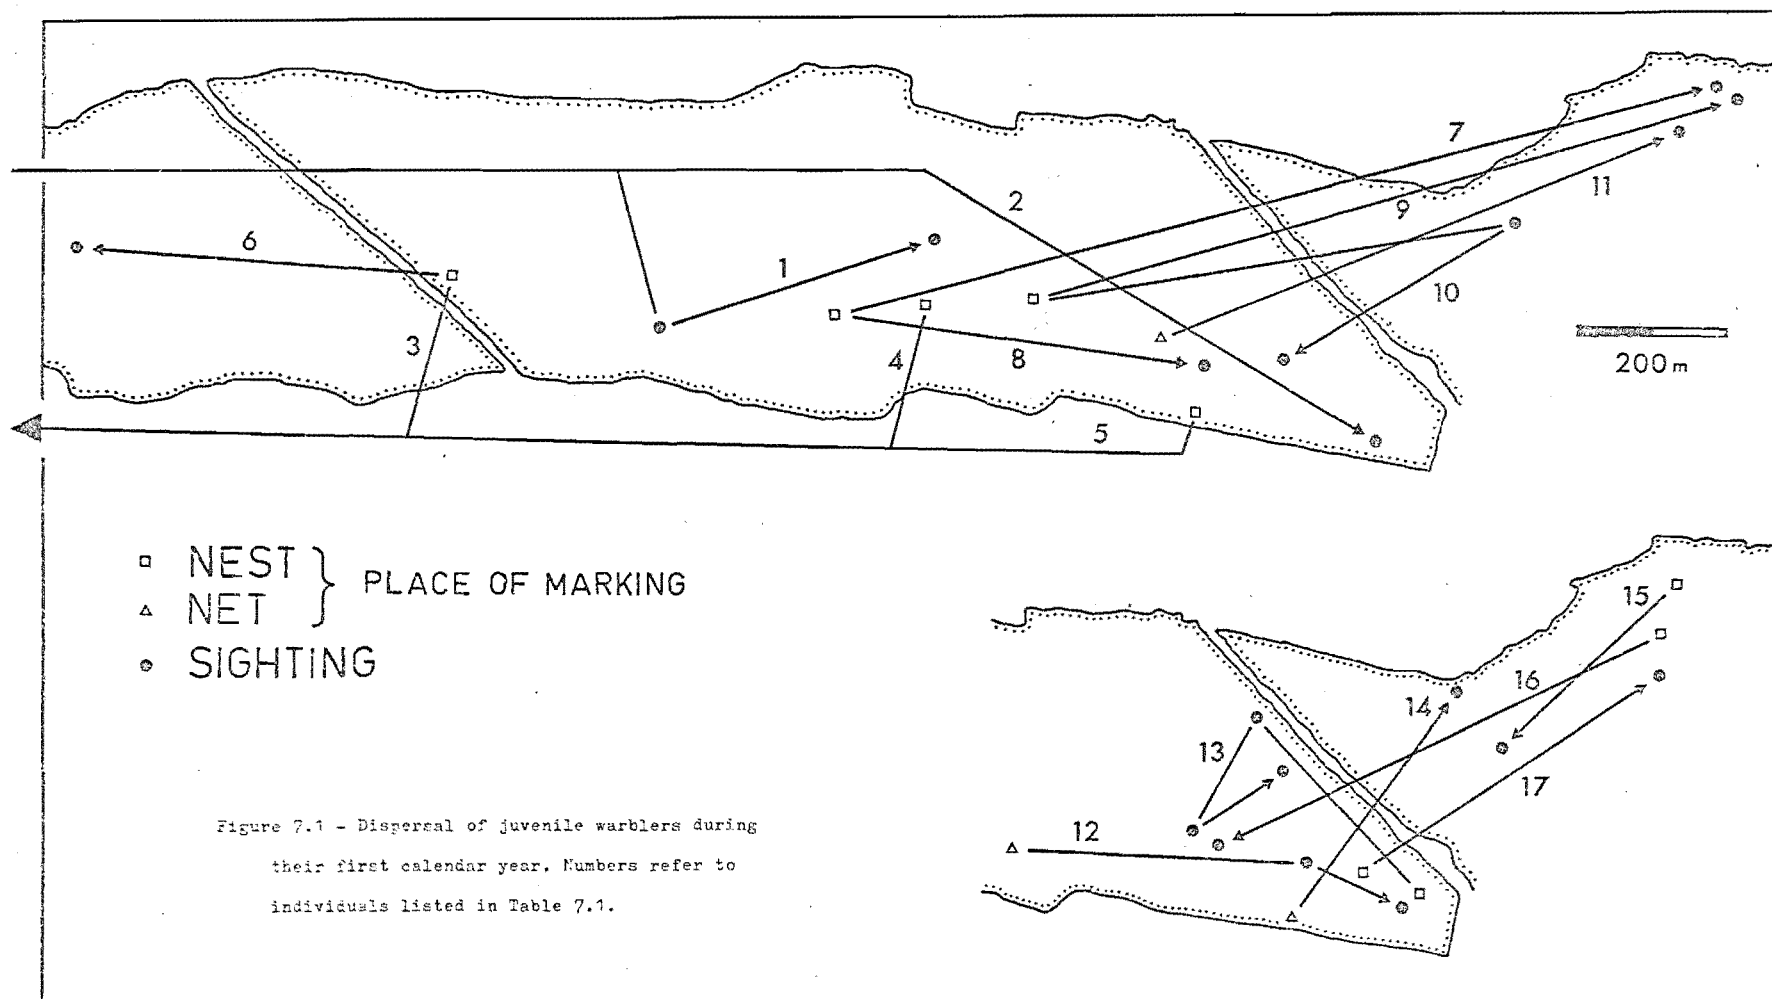 7
2
11
9
6
1
10
3
4
8
200 m
5
NEST } PLACE OF MARKING
NET
SIGHTING
15
16
14
13
17
12
Figure 7.1 - Dispersal of juvenile warblers during
their first calendar year. Numbers refer to
individuals listed in Table 7.1.